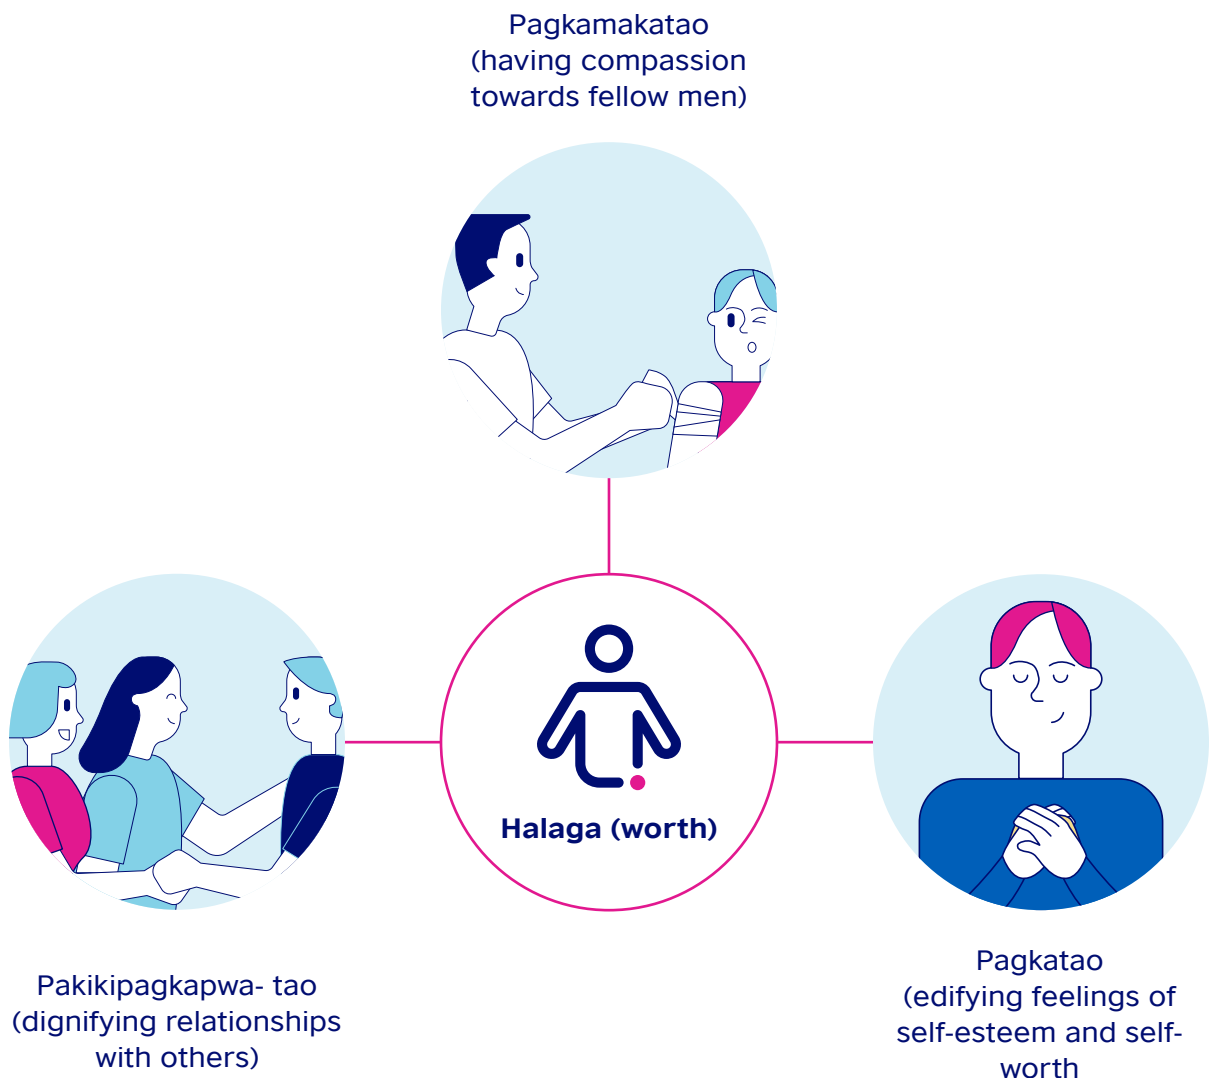 Pagkamakatao
(having compassion
towards fellow men)
Halaga (worth)
Pakikipagkapwa- tao
(dignifying relationships
with others)
Pagkatao
(edifying feelings of
self-esteem and self-
worth